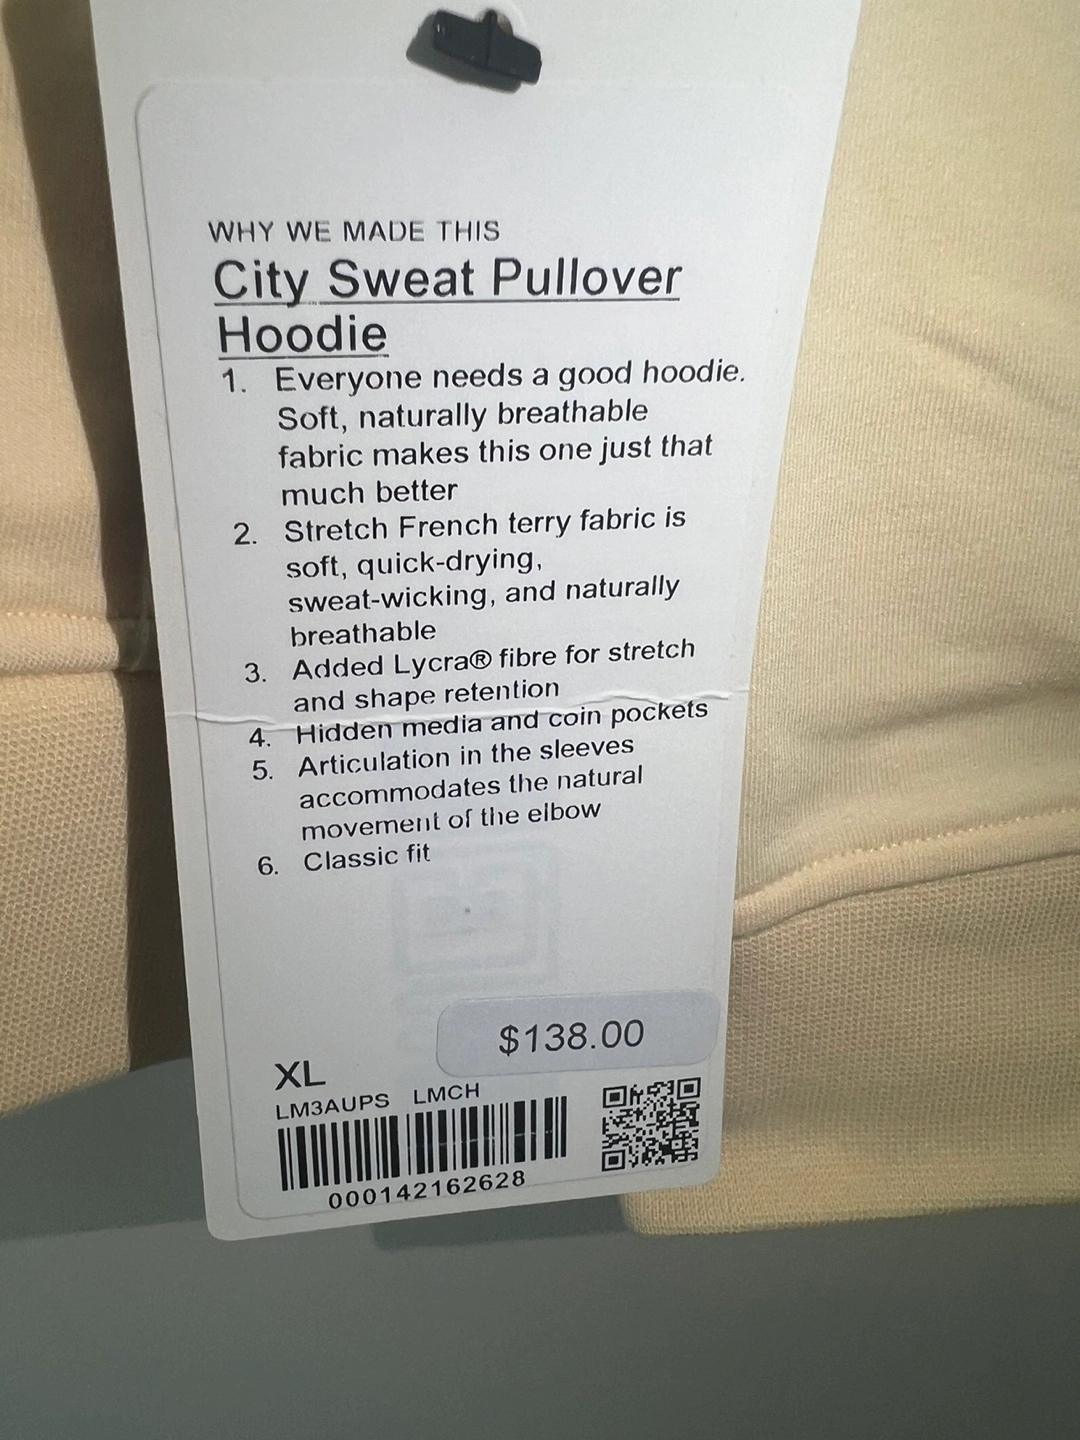 WHY WE MADE THIS
City Sweat Pullover
Hoodie
1. Everyone needs a good hoodie.
Soft, naturally breathable
fabric makes this one just that
much better
2. Stretch French terry fabric is
soft, quick-drying,
sweat-wicking, and naturally
breathable
3. Added Lycra® fibre for stretch
and shape retention
4. Hidden media and coin pockets
5. Articulation in the sleeves
accommodates the natural
movement of the elbow
6. Classic fit
$138.00
XL
LM3AUPS LMCH
000142162628